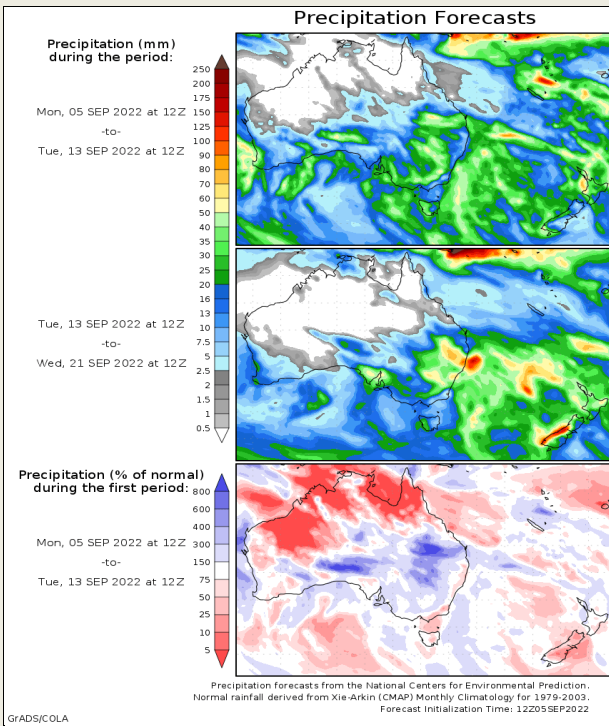 Precipitation Forecasts
Precipitation (mm)
during the period:
Mon, 05 SEP 2022 at 12Z
-to-
Tue, 13 SEP 2022 at 12Z
250
200
175
150
125
100
90
80
70
60
50
40
35
30
25
20
16
13
10
7.5
5
2.5
2
1.5
1
0.5
Tue, 13 SEP 2022 at 12Z
-to-
Wed, 21 SEP 2022 at 12Z
Precipitation (% of normal)
during the first period:
Mon, 05 SEP 2022 at 12Z
-to-
Tue, 13 SEP 2022 at 12Z
800
600
400
300
150
75
50
25
10
5
Precipitation forecasts from the National Centers for Environmental Prediction.
Normal rainfall derived from Xie-Arkin (CMAP) Monthly Climatology for 1979-2003.
Forecast Initialization Time: 12Z05SEP2022
GrADS/COLA